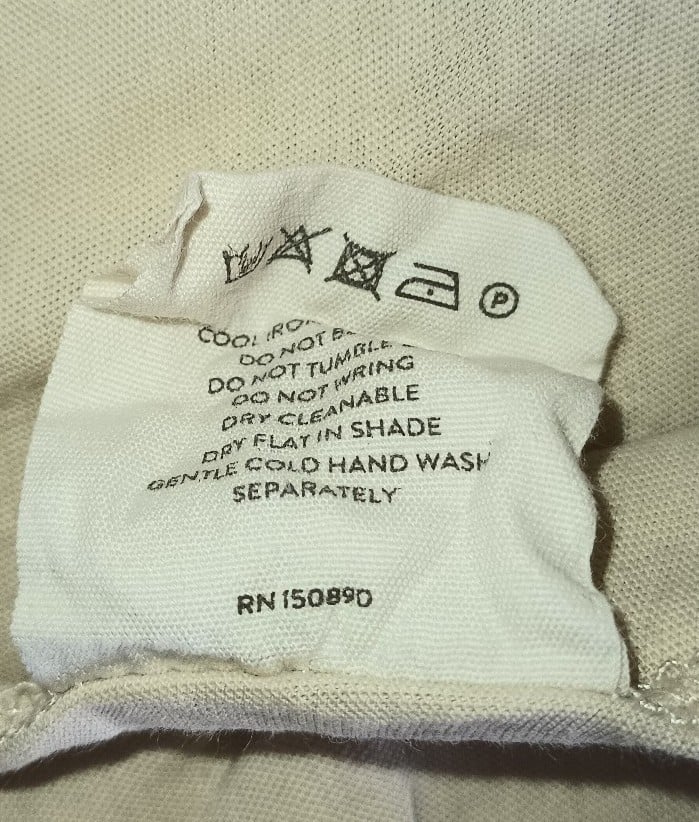 P
COOL IRON
DO NOT
DO NOT TUMBLE
DO NOT WRING
DRY CLEANABLE
DRY FLAT IN SHADE
GENTLE COLD HAND WASH
SEPARATELY
RN 150890